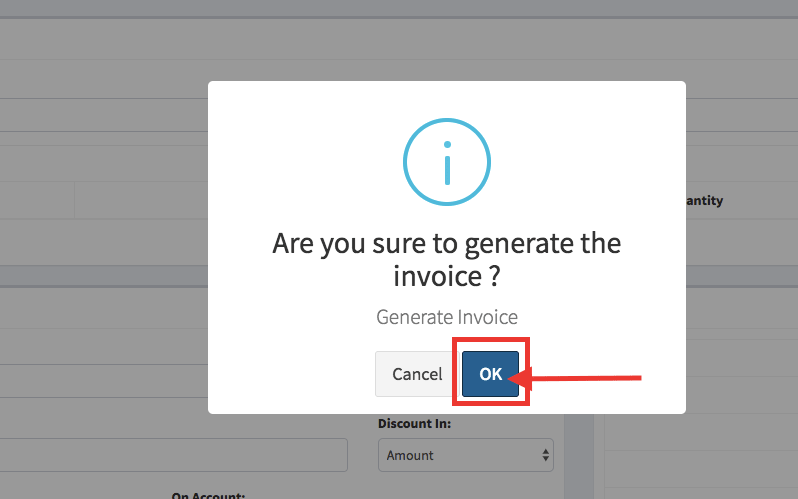 antity
Are you sure to generate the
invoice ?
Generate Invoice
Cancel
OK
Discount In:
Amount
On Account: